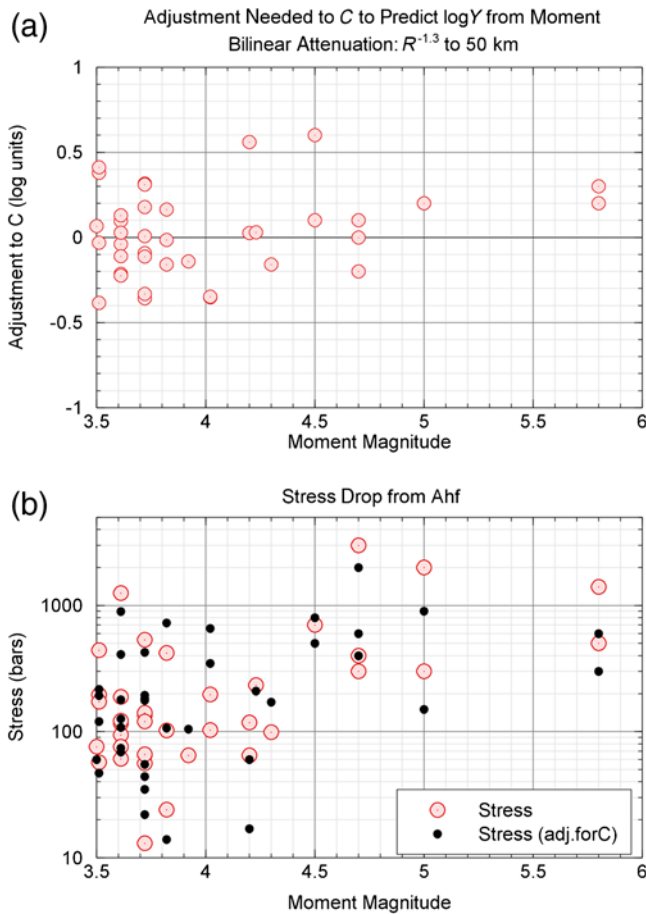 (a)
Adjustment Needed to C to Predict logY from Moment
Bilinear Attenuation: R^-1.3 to 50 km
Adjustment to C (log units)
1
0.5
0
-0.5
-1
3.5 4 4.5 5 5.5 6
Moment Magnitude
(b)
Stress Drop from Ahf
Stress (bars)
1000
100
10
Stress
Stress (adj.forC)
3.5 4 4.5 5 5.5 6
Moment Magnitude